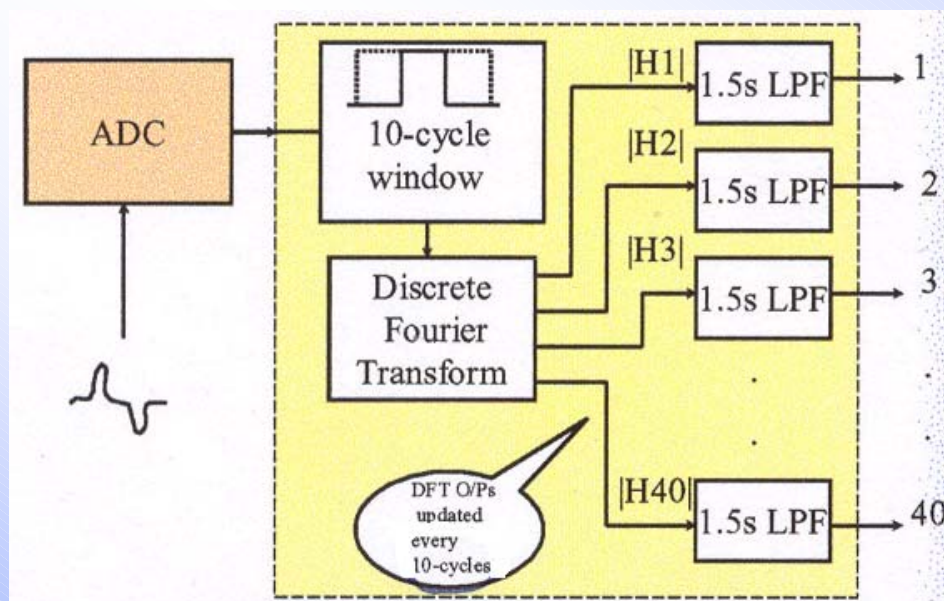 ADC
10-cycle
window
Discrete
Fourier
Transform
|H1|
1.5s LPF
1
|H2|
1.5s LPF
2
|H3|
1.5s LPF
3
|H40|
1.5s LPF
40
DFT O/Ps
updated
every
10-cycles